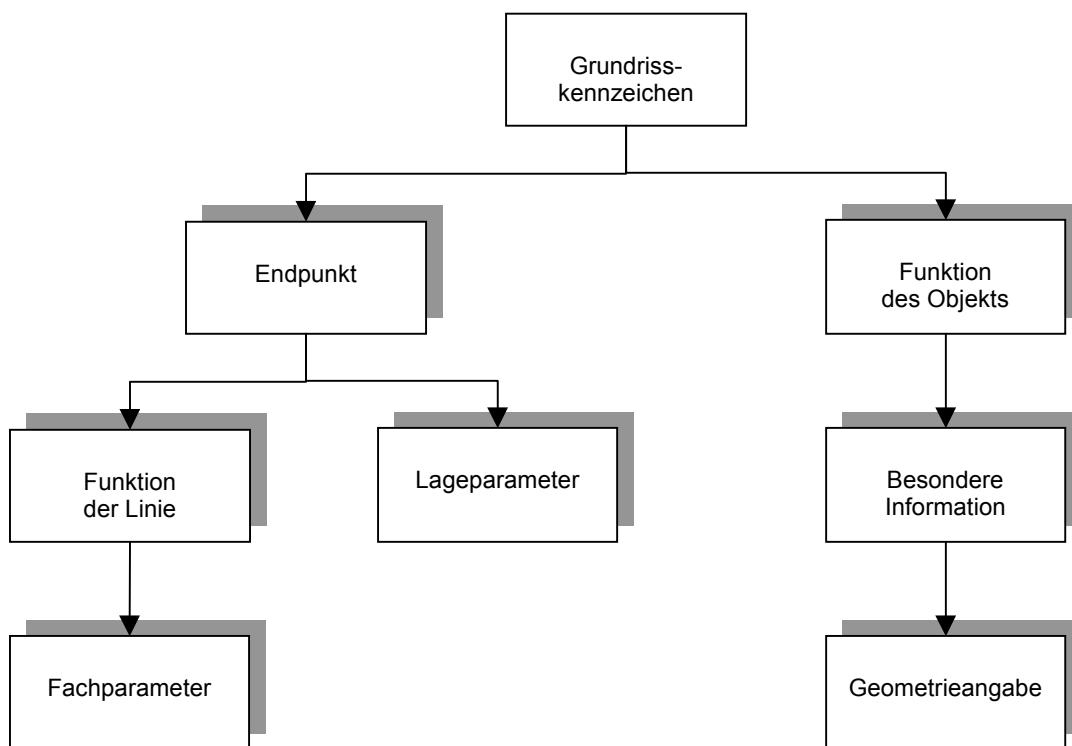 Grundriss-
kennzeichen
Endpunkt
Funktion
des Objekts
Funktion
der Linie
Lageparameter
Besondere
Information
Fachparameter
Geometrieangabe